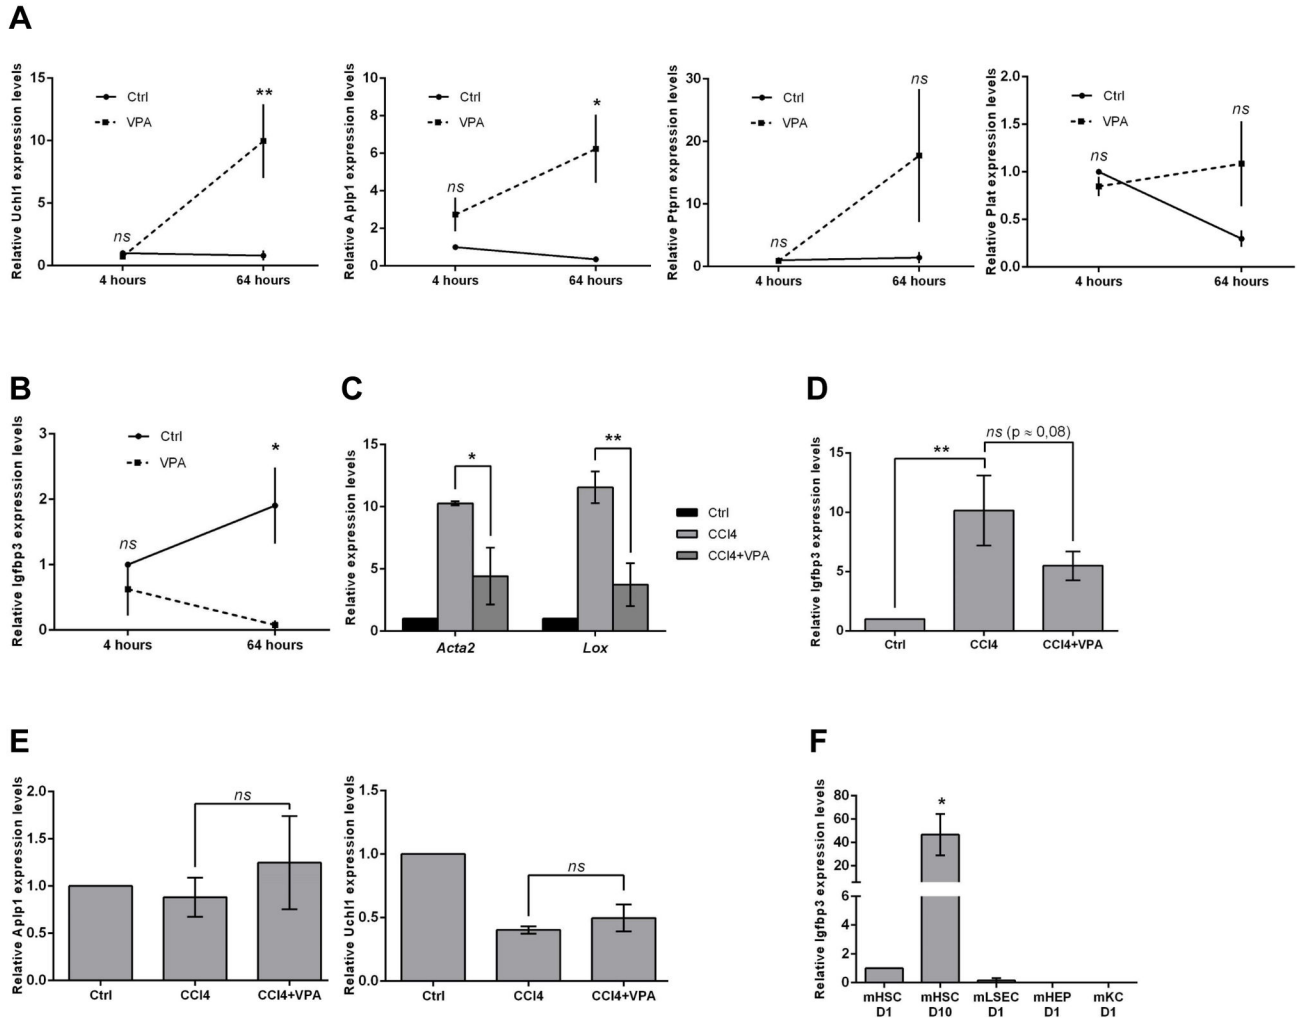 A
Relative Uchl1 expression levels
15
10
5
0
Ctrl
VPA
ns
**
4 hours
64 hours
Relative Aplp1 expression levels
10
8
6
4
2
0
Ctrl
VPA
ns
*
4 hours
64 hours
Relative Ptprn expression levels
30
20
10
0
Ctrl
VPA
ns
ns
4 hours
64 hours
Relative Plat expression levels
2.0
1.5
1.0
0.5
0.0
Ctrl
VPA
ns
ns
4 hours
64 hours
B
Relative Igfbp3 expression levels
3
2
1
0
Ctrl
VPA
ns
*
4 hours
64 hours
C
Relative expression levels
15
10
5
0
*
**
Acta2
Lox
Ctrl
CCl4
CCl4+VPA
D
Relative Igfbp3 expression levels
15
10
5
0
**
ns (p ≈ 0,08)
Ctrl
CCl4
CCl4+VPA
E
Relative Aplp1 expression levels
2.0
1.5
1.0
0.5
0.0
ns
Ctrl
CCl4
CCl4+VPA
Relative Uchl1 expression levels
1.5
1.0
0.5
0.0
ns
Ctrl
CCl4
CCl4+VPA
F
Relative Igfbp3 expression levels
80
60
40
20
6
4
2
0
*
mHSC
D1
mHSC
D10
mLSEC
D1
mHEP
D1
mKC
D1